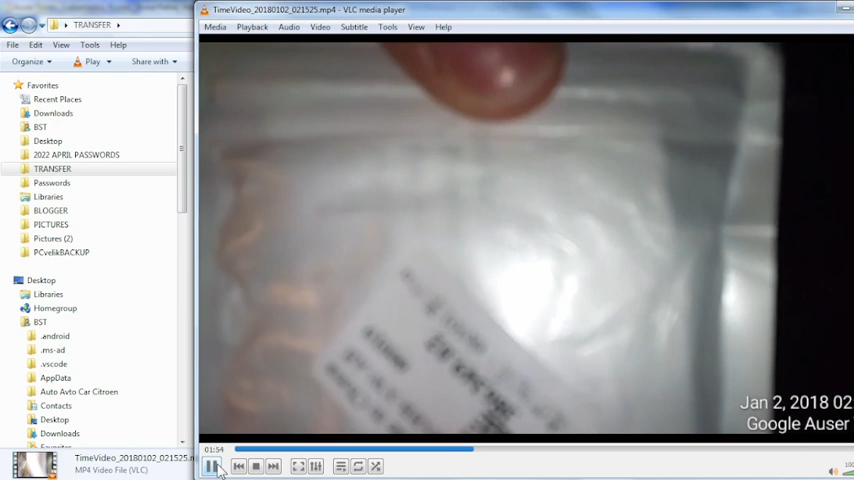 TRANSFER
TimeVideo_20180102_021525.mp4 - VLC media player
File Edit View Tools Help
Media Playback Audio Video Subtitle Tools View Help
Organize Play Share with
Favorites
Recent Places
Downloads
BST
Desktop
2022 APRIL PASSWORDS
TRANSFER
Passwords
Libraries
BLOGGER
PICTURES
Pictures (2)
PCvelikBACKUP
Desktop
Libraries
Homegroup
BST
.android
.ms-ad
.vscode
AppData
Auto Avto Car Citroen
Contacts
Desktop
Downloads
Favorites
Jan 2, 2018 02
Google Auser
01:54
TimeVideo_20180102_021525.m
MP4 Video File (VLC)
100